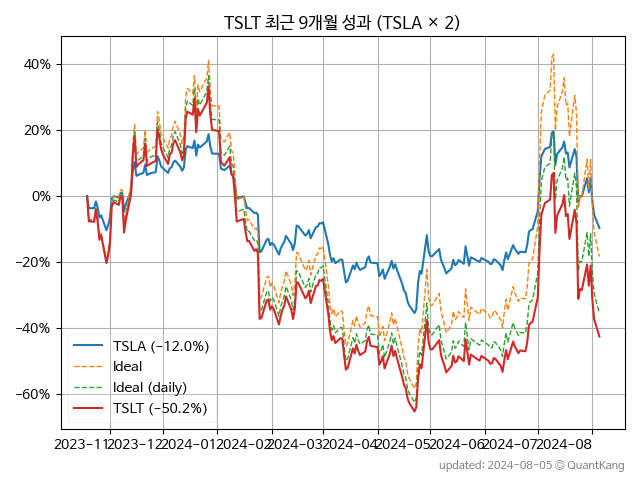 TSLT 최근 9개월 성과 (TSLA × 2)
40%
20%
0%
−20%
−40%
−60%
TSLA (−12.0%)
Ideal
Ideal (daily)
TSLT (−50.2%)
2023−11 2023−12 2024−01 2024−02 2024−03 2024−04 2024−05 2024−06 2024−07 2024−08
updated: 2024−08−05 © QuantKang